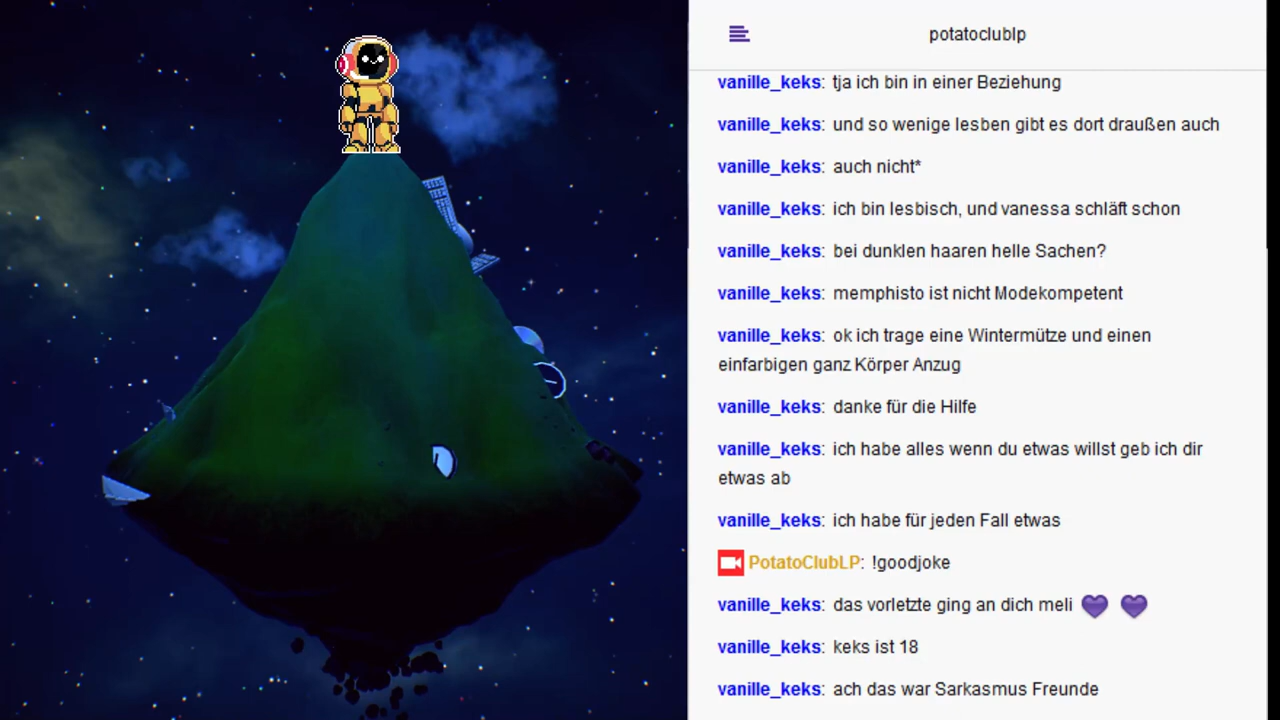 potatoclublp
vanille_keks: tja ich bin in einer Beziehung
vanille_keks: und so wenige lesben gibt es dort draußen auch
vanille_keks: auch nicht*
vanille_keks: ich bin lesbisch, und vanessa schläft schon
vanille_keks: bei dunklen haaren helle Sachen?
vanille_keks: memphisto ist nicht Modekompetent
vanille_keks: ok ich trage eine Wintermütze und einen
einfarbigen ganz Körper Anzug
vanille_keks: danke für die Hilfe
vanille_keks: ich habe alles wenn du etwas willst geb ich dir
etwas ab
vanille_keks: ich habe für jeden Fall etwas
PotatoClubLP: !goodjoke
vanille_keks: das vorletzte ging an dich meli
vanille_keks: keks ist 18
vanille_keks: ach das war Sarkasmus Freunde